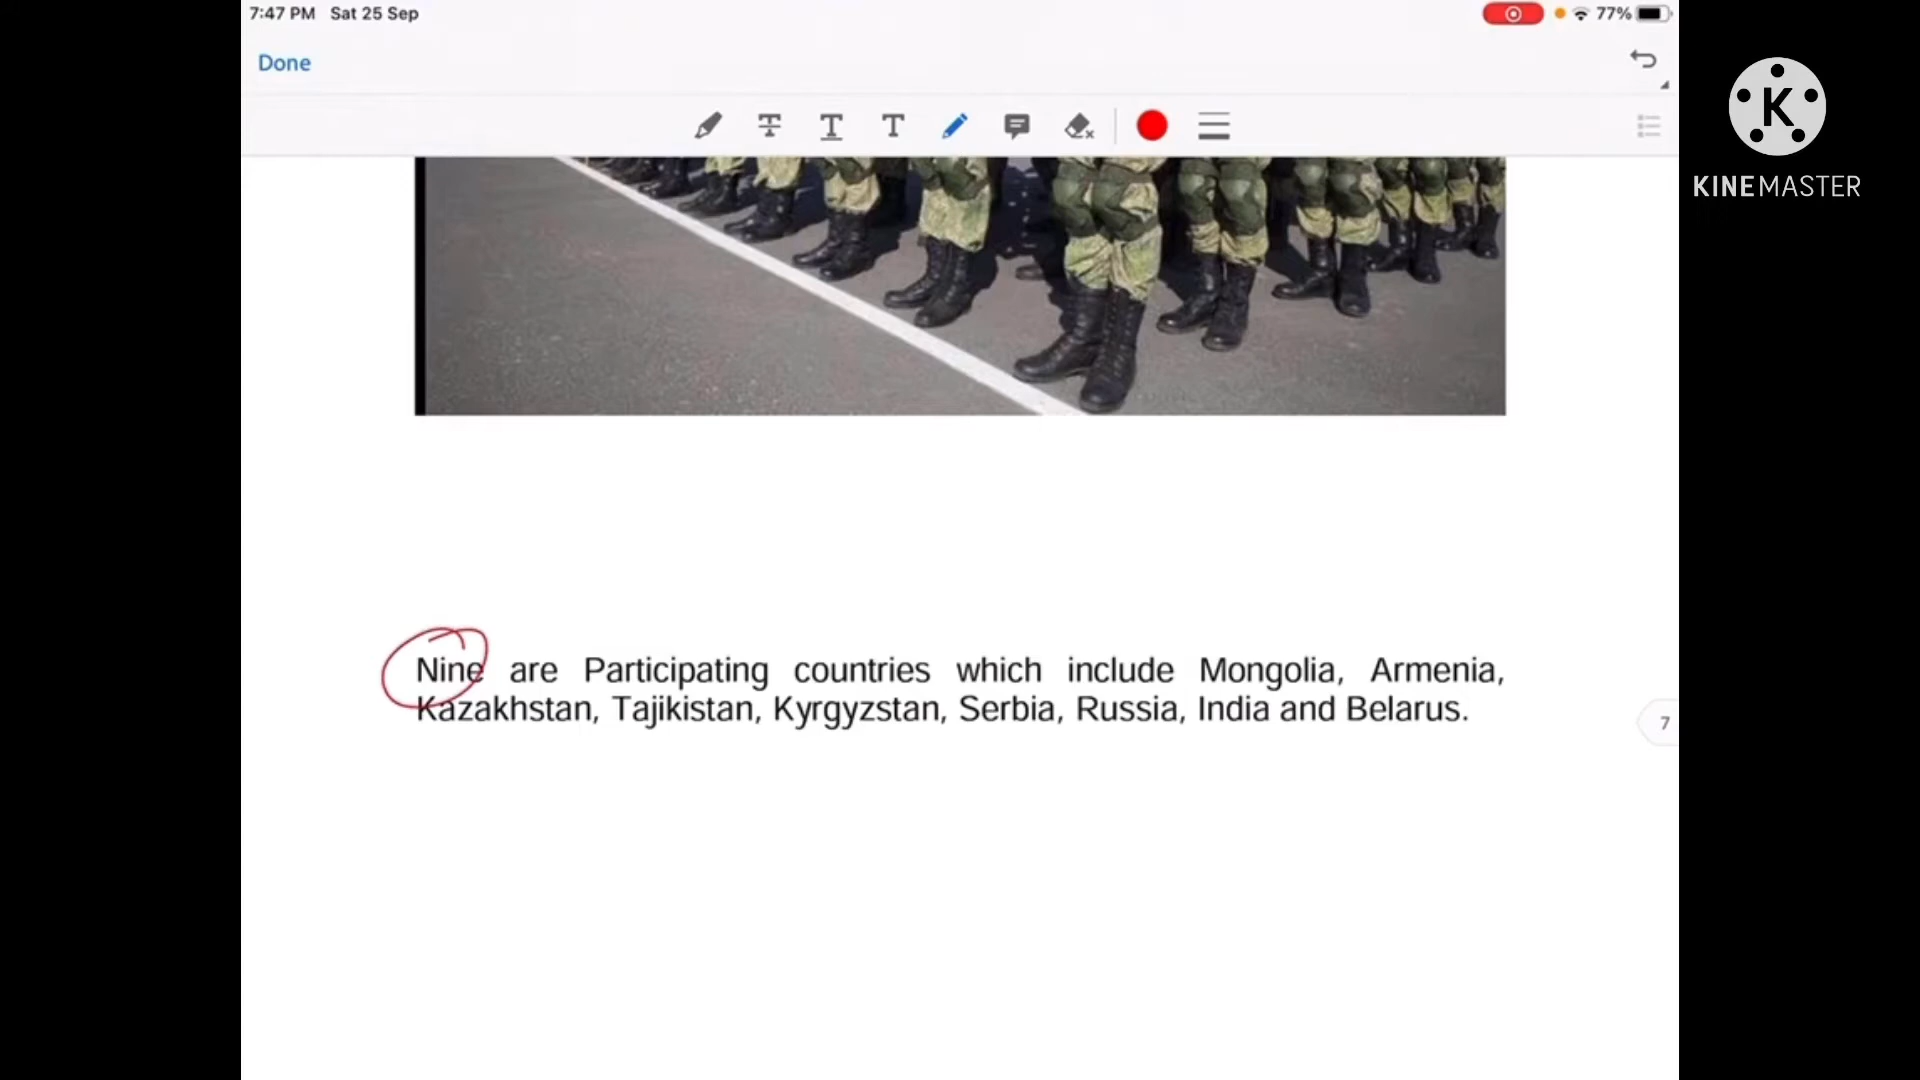 7:47 PM Sat 25 Sep 77%
Done
K
KINEMASTER
Nine are Participating countries which include Mongolia, Armenia,
Kazakhstan, Tajikistan, Kyrgyzstan, Serbia, Russia, India and Belarus.
7